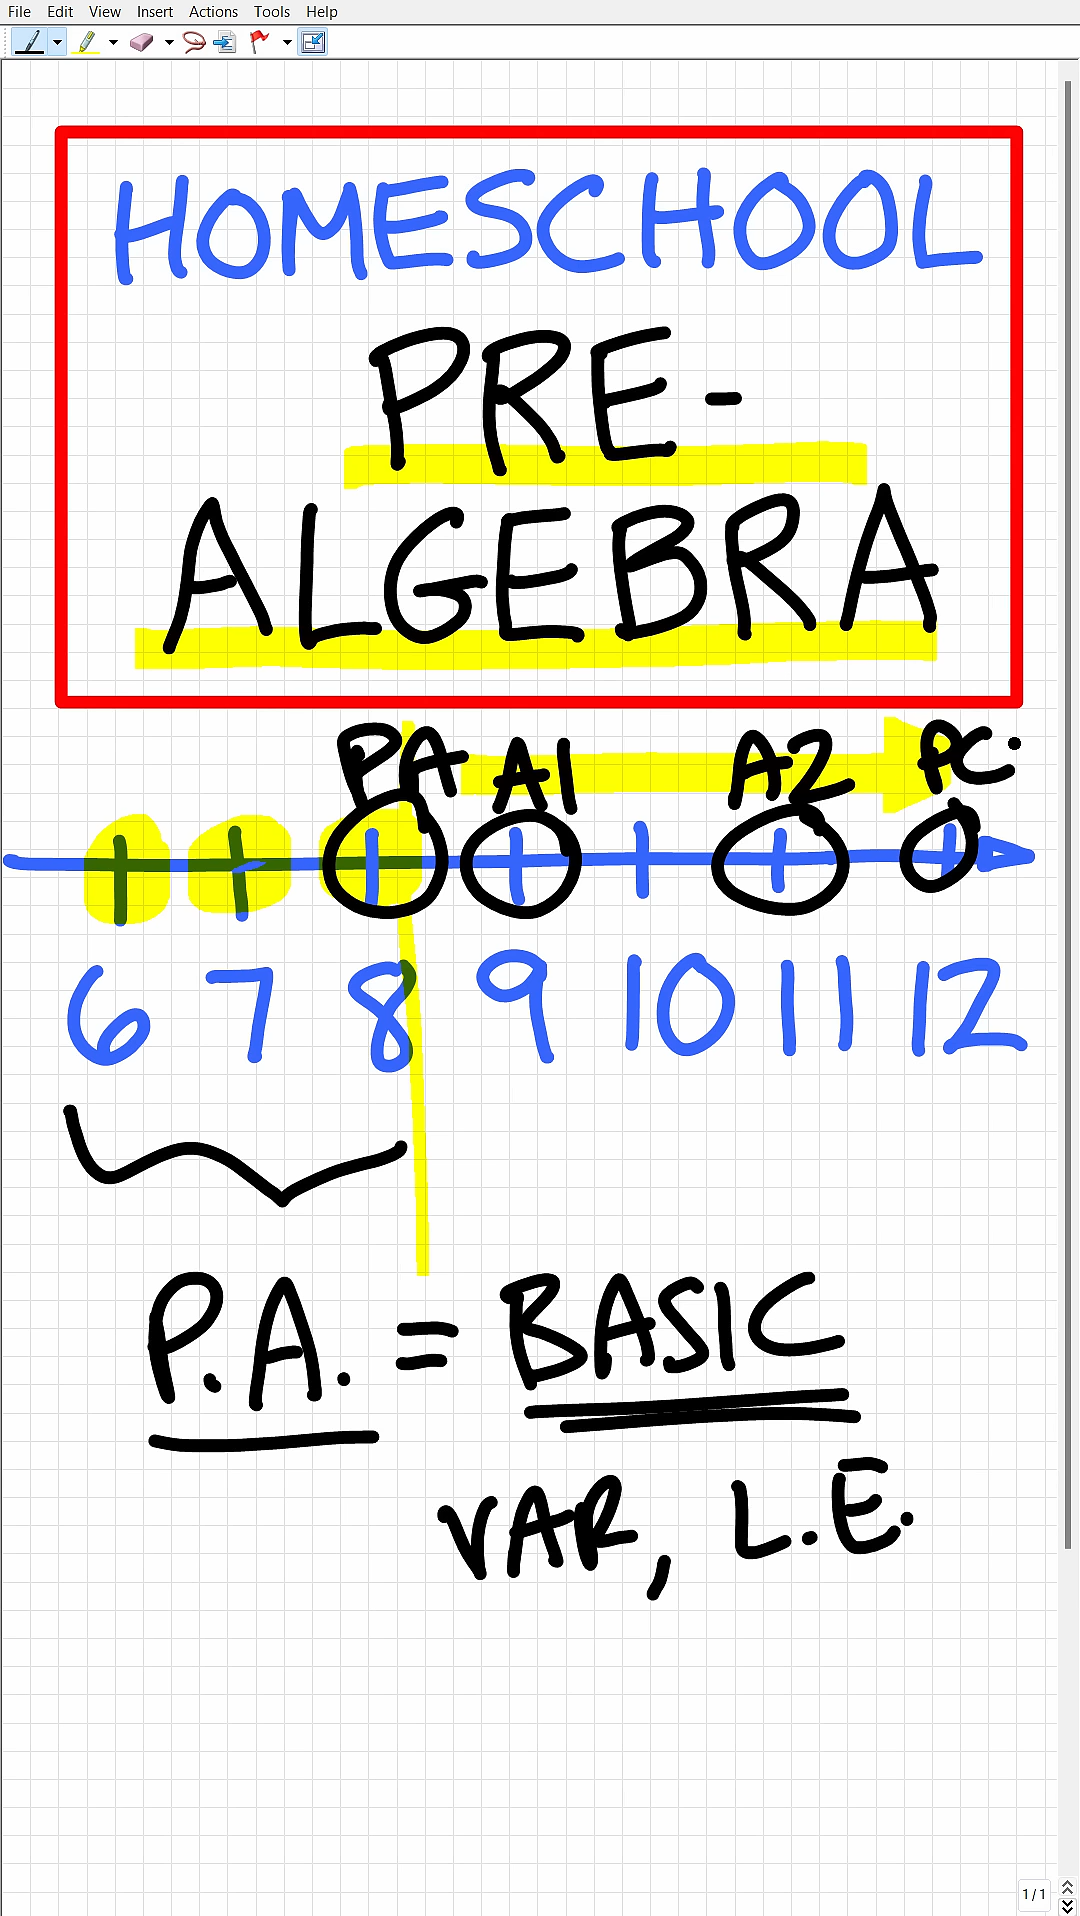 File Edit View Insert Actions Tools Help
HOMESCHOOL
PRE-
ALGEBRA
PA A1 A2 PC.
6 7 8 9 10 11 12
P.A. = BASIC
VAR, L.E.
1 / 1